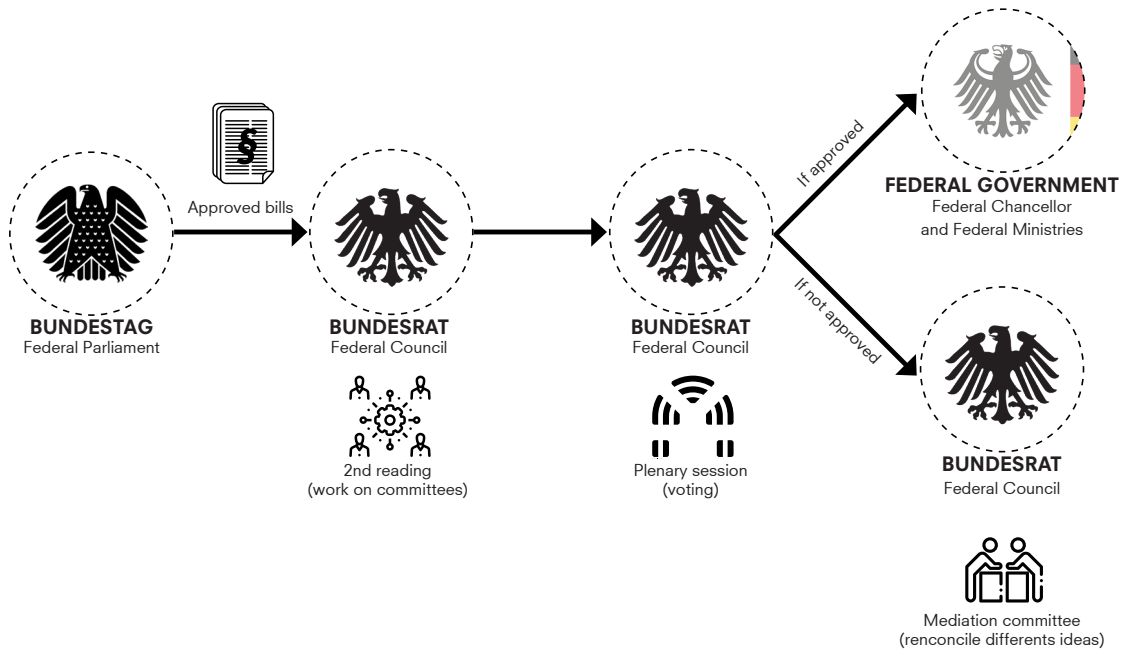 §
Approved bills
BUNDESTAG
Federal Parliament
BUNDESRAT
Federal Council
2nd reading
(work on committees)
BUNDESRAT
Federal Council
Plenary session
(voting)
If approved
FEDERAL GOVERNMENT
Federal Chancellor
and Federal Ministries
If not approved
BUNDESRAT
Federal Council
Mediation committee
(renconcile differents ideas)